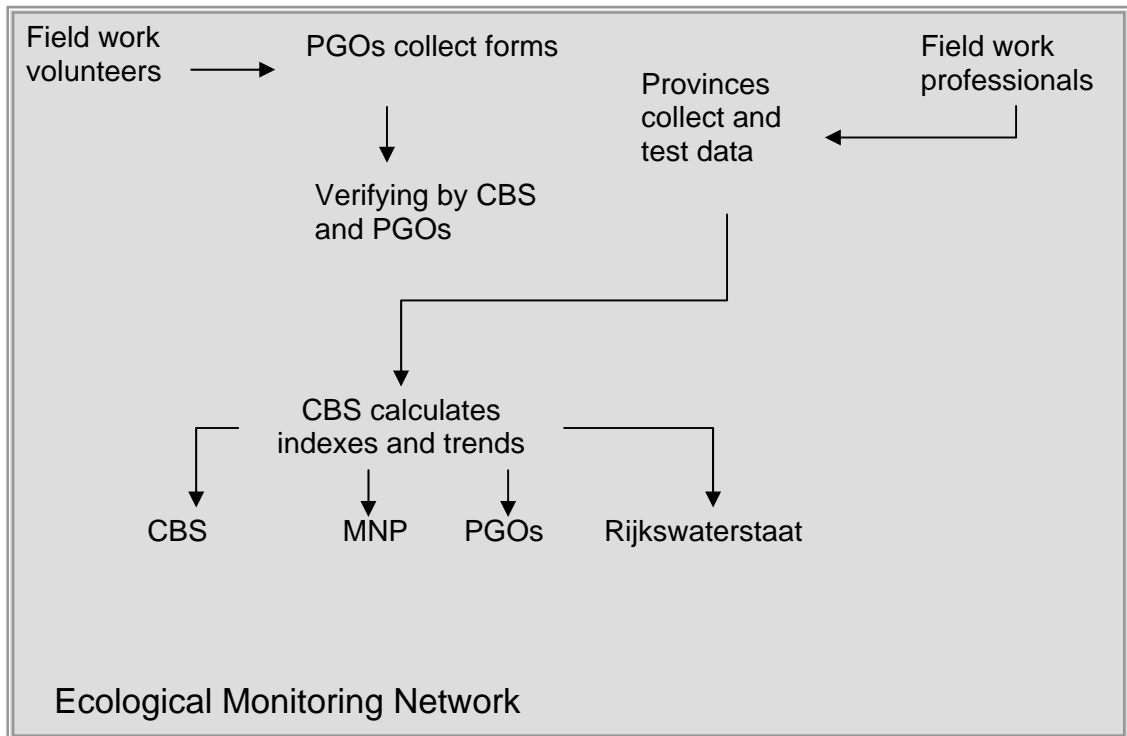 Field work
volunteers
PGOs collect forms
Field work
professionals
Provinces
collect and
test data
Verifying by CBS
and PGOs
CBS calculates
indexes and trends
CBS
MNP
PGOs
Rijkswaterstaat
Ecological Monitoring Network